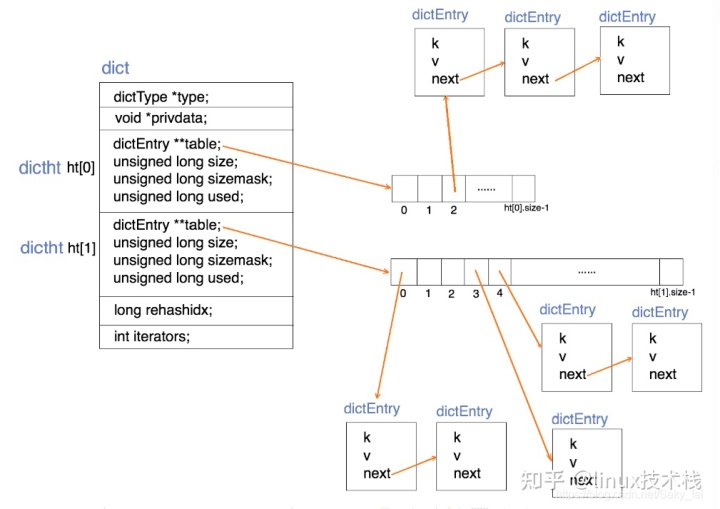 dictEntry
dictEntry
dictEntry
k
v
next
k
v
next
k
v
next
dict
dictType *type;
void *privdata;
dictht ht[0]
dictEntry **table;
unsigned long size;
unsigned long sizemask;
unsigned long used;
......
0 1 2 ht[0].size-1
dictht ht[1]
dictEntry **table;
unsigned long size;
unsigned long sizemask;
unsigned long used;
......
0 1 2 3 4 ht[1].size-1
long rehashidx;
int iterators;
dictEntry
dictEntry
k
v
next
k
v
next
dictEntry
dictEntry
k
v
next
k
v
next
dictEntry
k
v
next
知乎 @linux技术栈